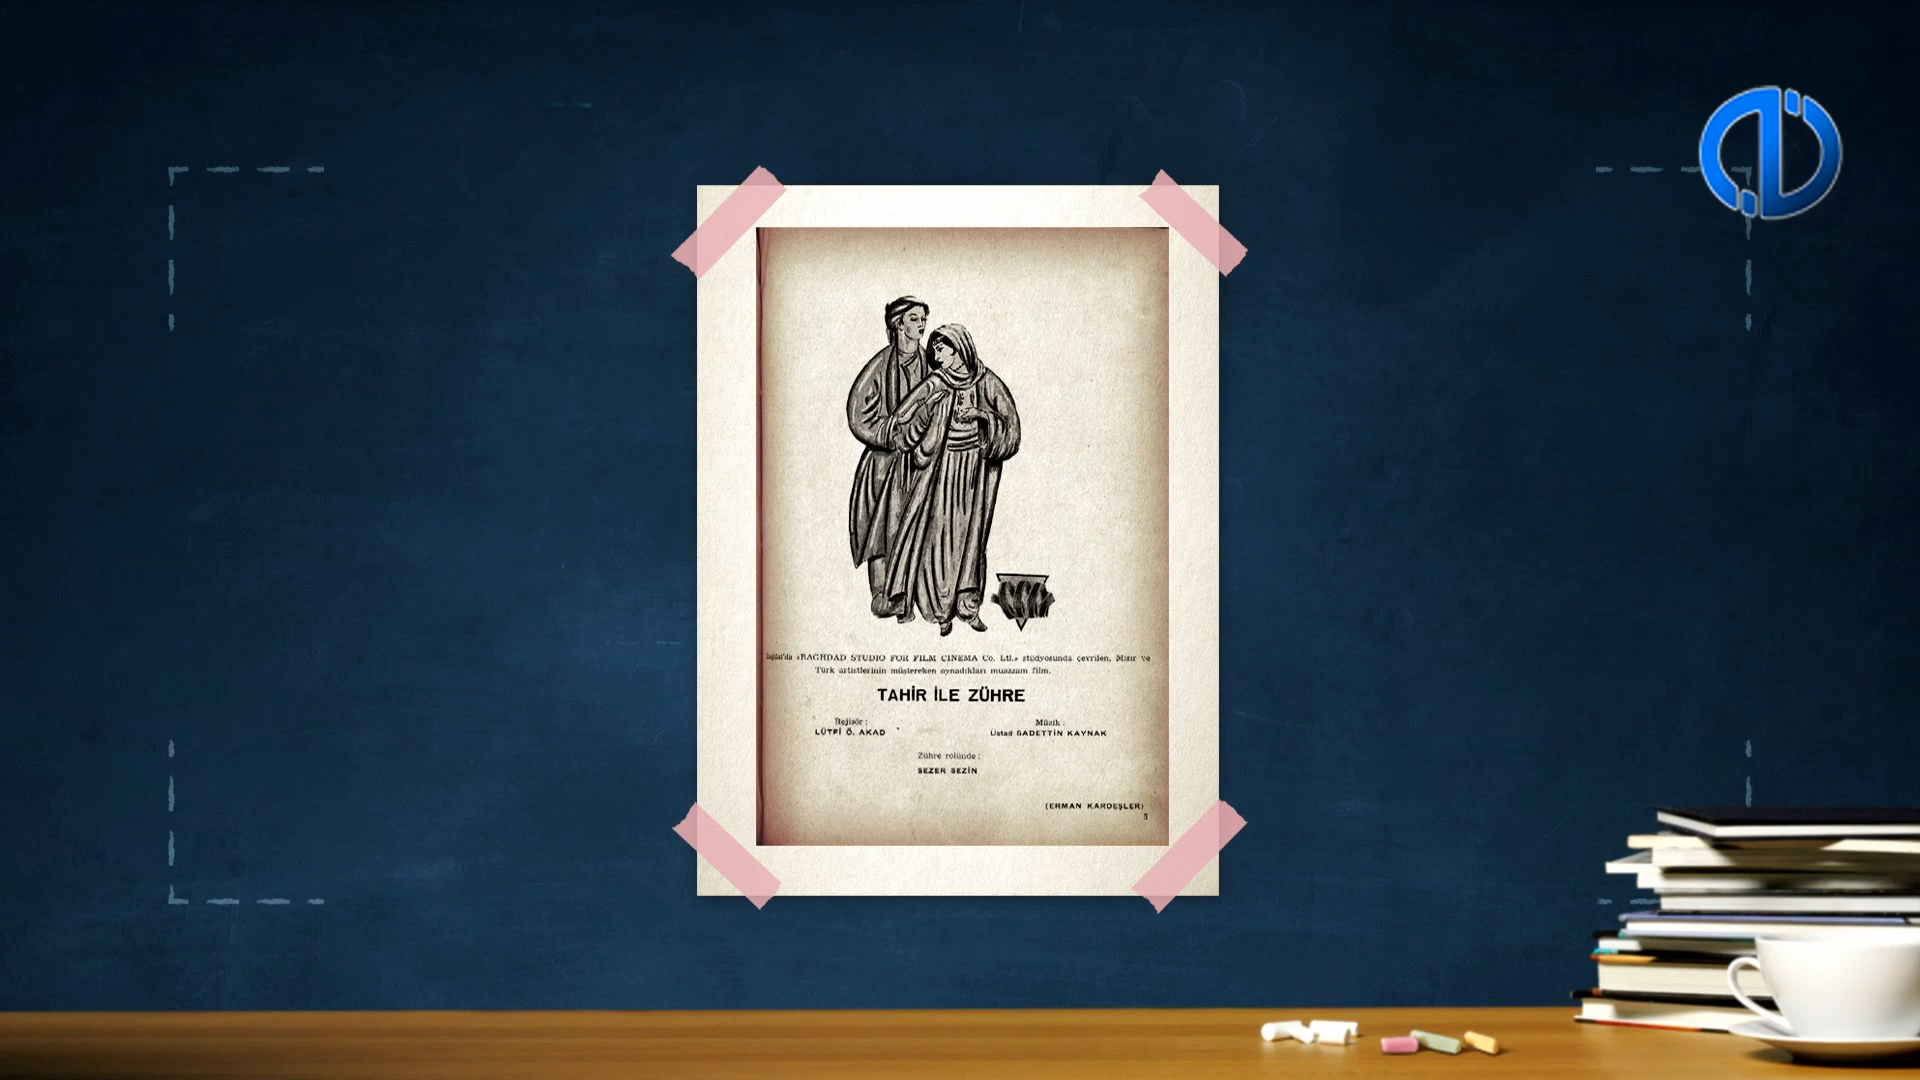 Bağdat'da «BAGHDAD STUDIO FOR FILM CINEMA Co. Ltd.» stüdyosunda çevrilen, Mısır ve
Türk artistlerinin müştereken oynadıkları muazzam film.
TAHİR İLE ZÜHRE
Rejisör :
LÛTFİ Ö. AKAD
Müzik :
Üstad SADETTİN KAYNAK
Zühre rolünde :
SEZER SEZİN
(ERMAN KARDEŞLER)